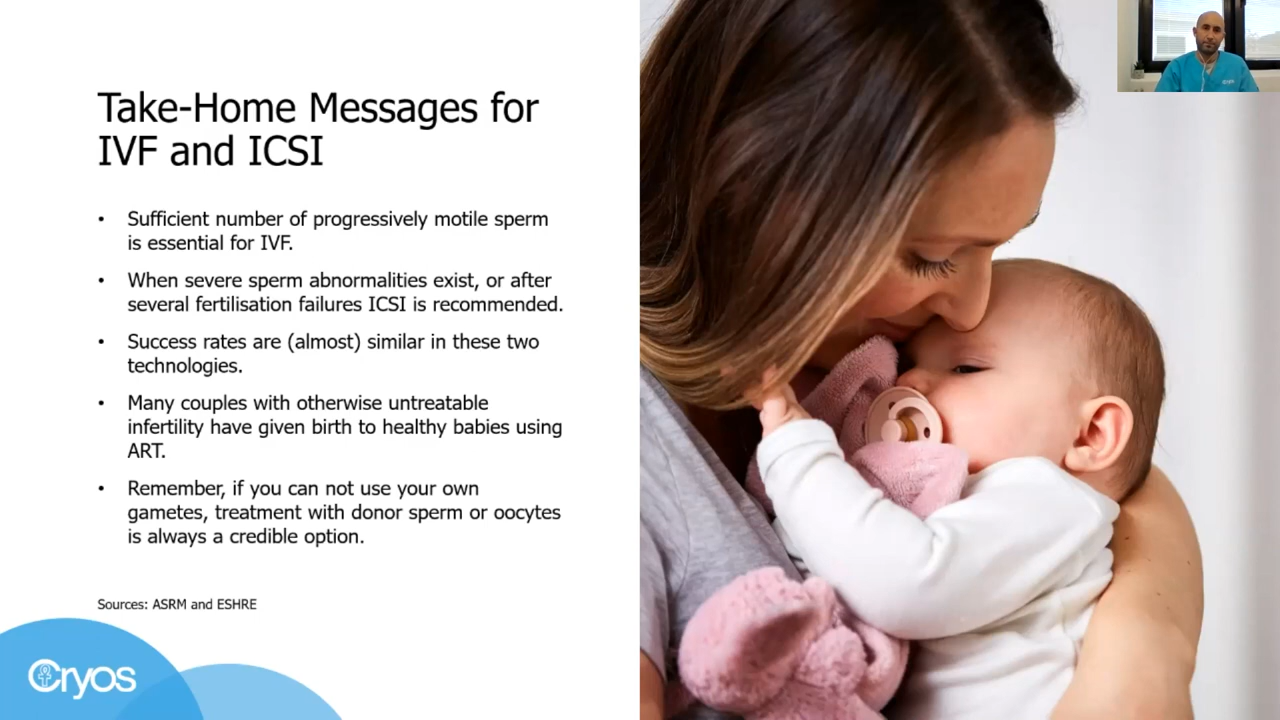 Take-Home Messages for
IVF and ICSI
• Sufficient number of progressively motile sperm
is essential for IVF.
• When severe sperm abnormalities exist, or after
several fertilisation failures ICSI is recommended.
• Success rates are (almost) similar in these two
technologies.
• Many couples with otherwise untreatable
infertility have given birth to healthy babies using
ART.
• Remember, if you can not use your own
gametes, treatment with donor sperm or oocytes
is always a credible option.
Sources: ASRM and ESHRE
Cryos